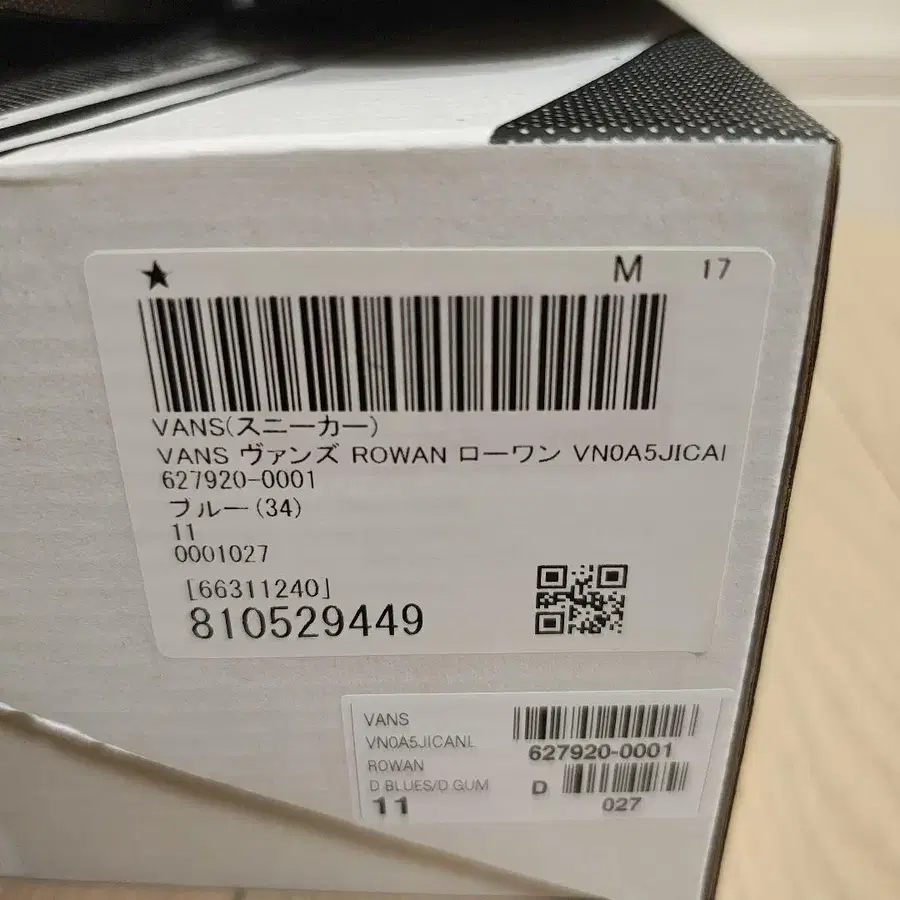 ★ M 17
VANS(スニーカー)
VANS ヴァンズ ROWAN ローワン VN0A5JICAI
627920-0001
ブルー(34)
11
0001027
[66311240]
810529449
VANS
VN0A5JICANL
ROWAN
D BLUES/D GUM
11
627920-0001
D
027